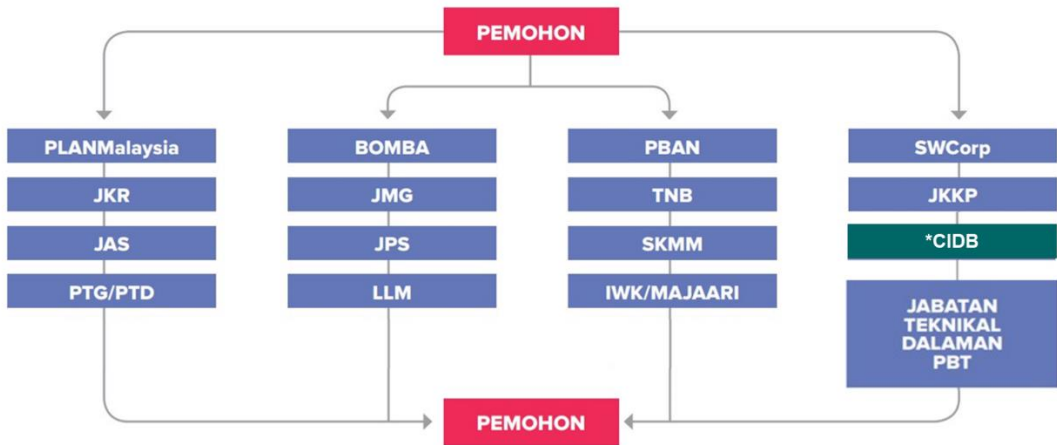 PEMOHON
PLANMalaysia
JKR
JAS
PTG/PTD
BOMBA
JMG
JPS
LLM
PBAN
TNB
SKMM
IWK/MAJAARI
SWCorp
JKKP
*CIDB
JABATAN
TEKNIKAL
DALAMAN
PBT
PEMOHON